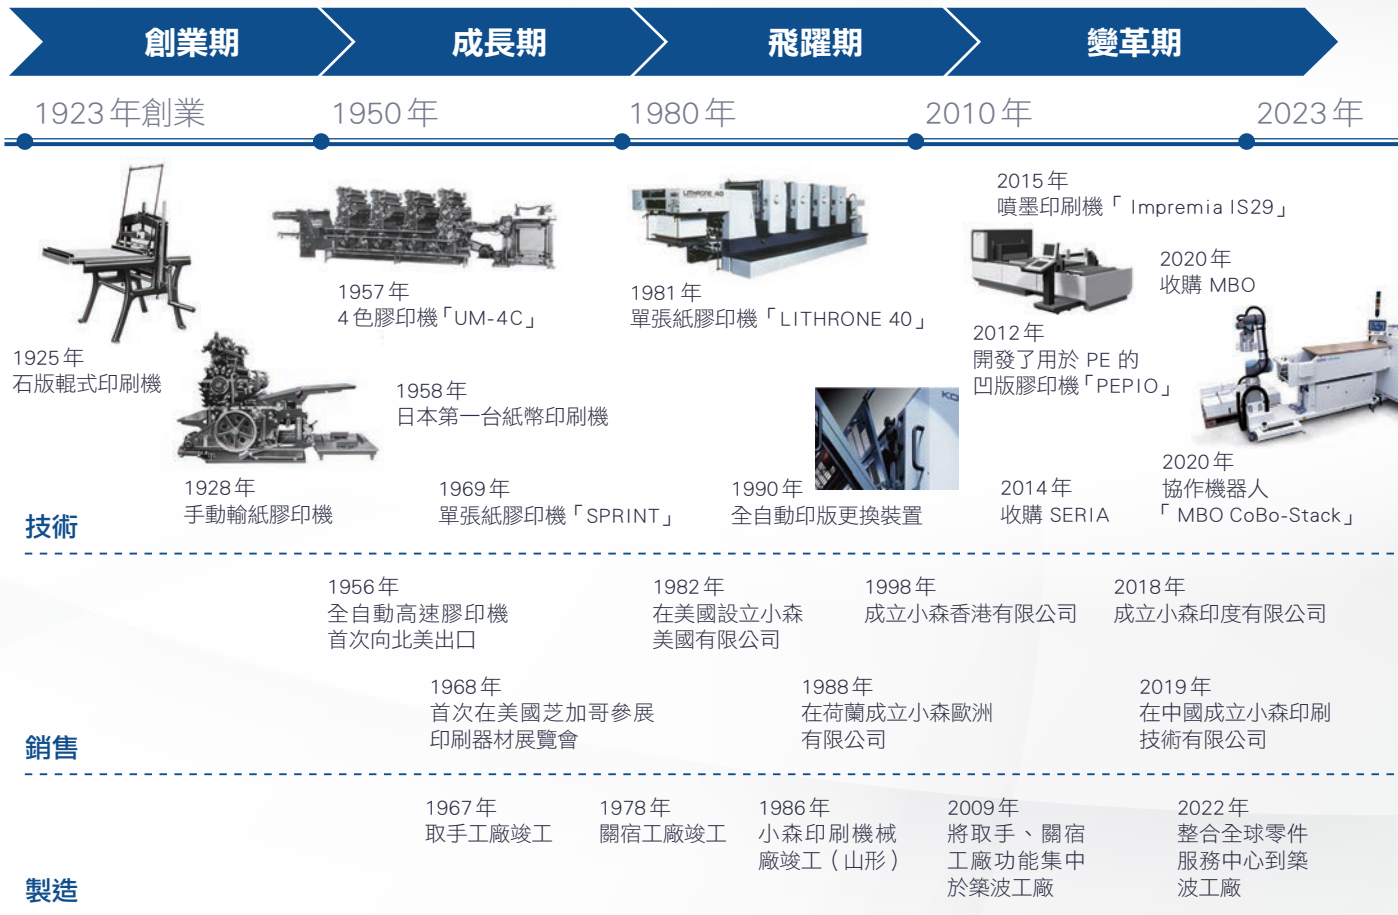 創業期
成長期
飛躍期
變革期
1923年創業
1950年
1980年
2010年
2023年
1925年
石版輥式印刷機
1928年
手動輸紙膠印機
1957年
4色膠印機「UM-4C」
1958年
日本第一台紙幣印刷機
1969年
單張紙膠印機「SPRINT」
LITHRONE 40
1981年
單張紙膠印機「LITHRONE 40」
KO
1990年
全自動印版更換裝置
2015年
噴墨印刷機「Impremia IS29」
2012年
開發了用於 PE 的
凹版膠印機「PEPIO」
2014年
收購 SERIA
2020年
收購 MBO
2020年
協作機器人
「MBO CoBo-Stack」
技術
1956年
全自動高速膠印機
首次向北美出口
1982年
在美國設立小森
美國有限公司
1998年
成立小森香港有限公司
2018年
成立小森印度有限公司
1968年
首次在美國芝加哥參展
印刷器材展覽會
1988年
在荷蘭成立小森歐洲
有限公司
2019年
在中國成立小森印刷
技術有限公司
銷售
1967年
取手工廠竣工
1978年
關宿工廠竣工
1986年
小森印刷機械
廠竣工（山形）
2009年
將取手、關宿
工廠功能集中
於築波工廠
2022年
整合全球零件
服務中心到築
波工廠
製造